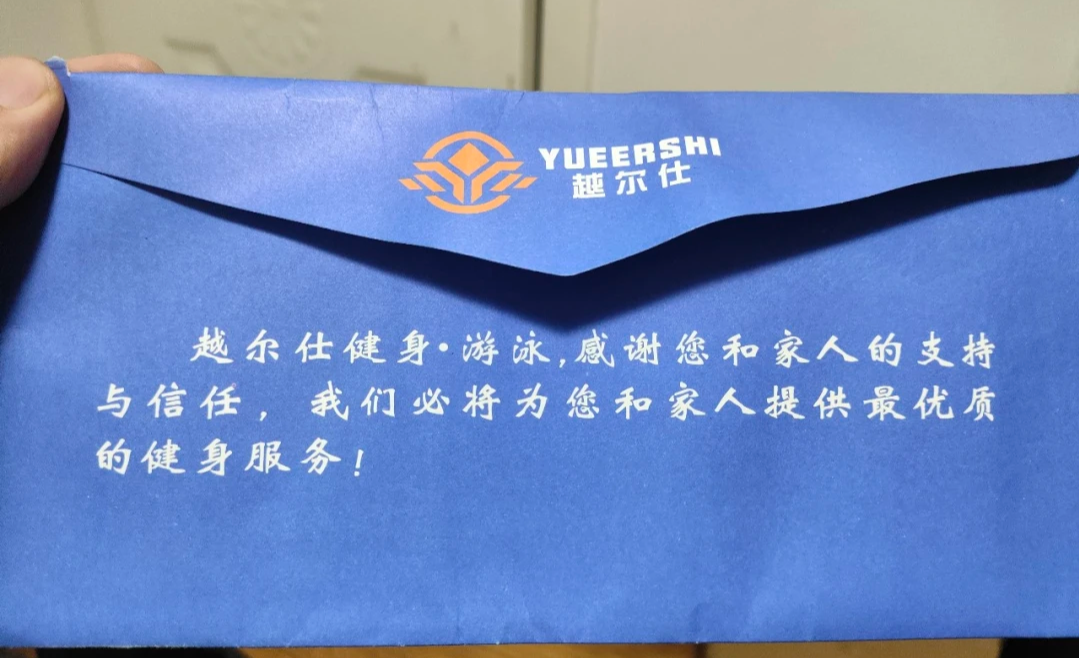 YUEERSHI
越尔仕
越尔仕健身·游泳,感谢您和家人的支持
与信任，我们必将为您和家人提供最优质
的健身服务！